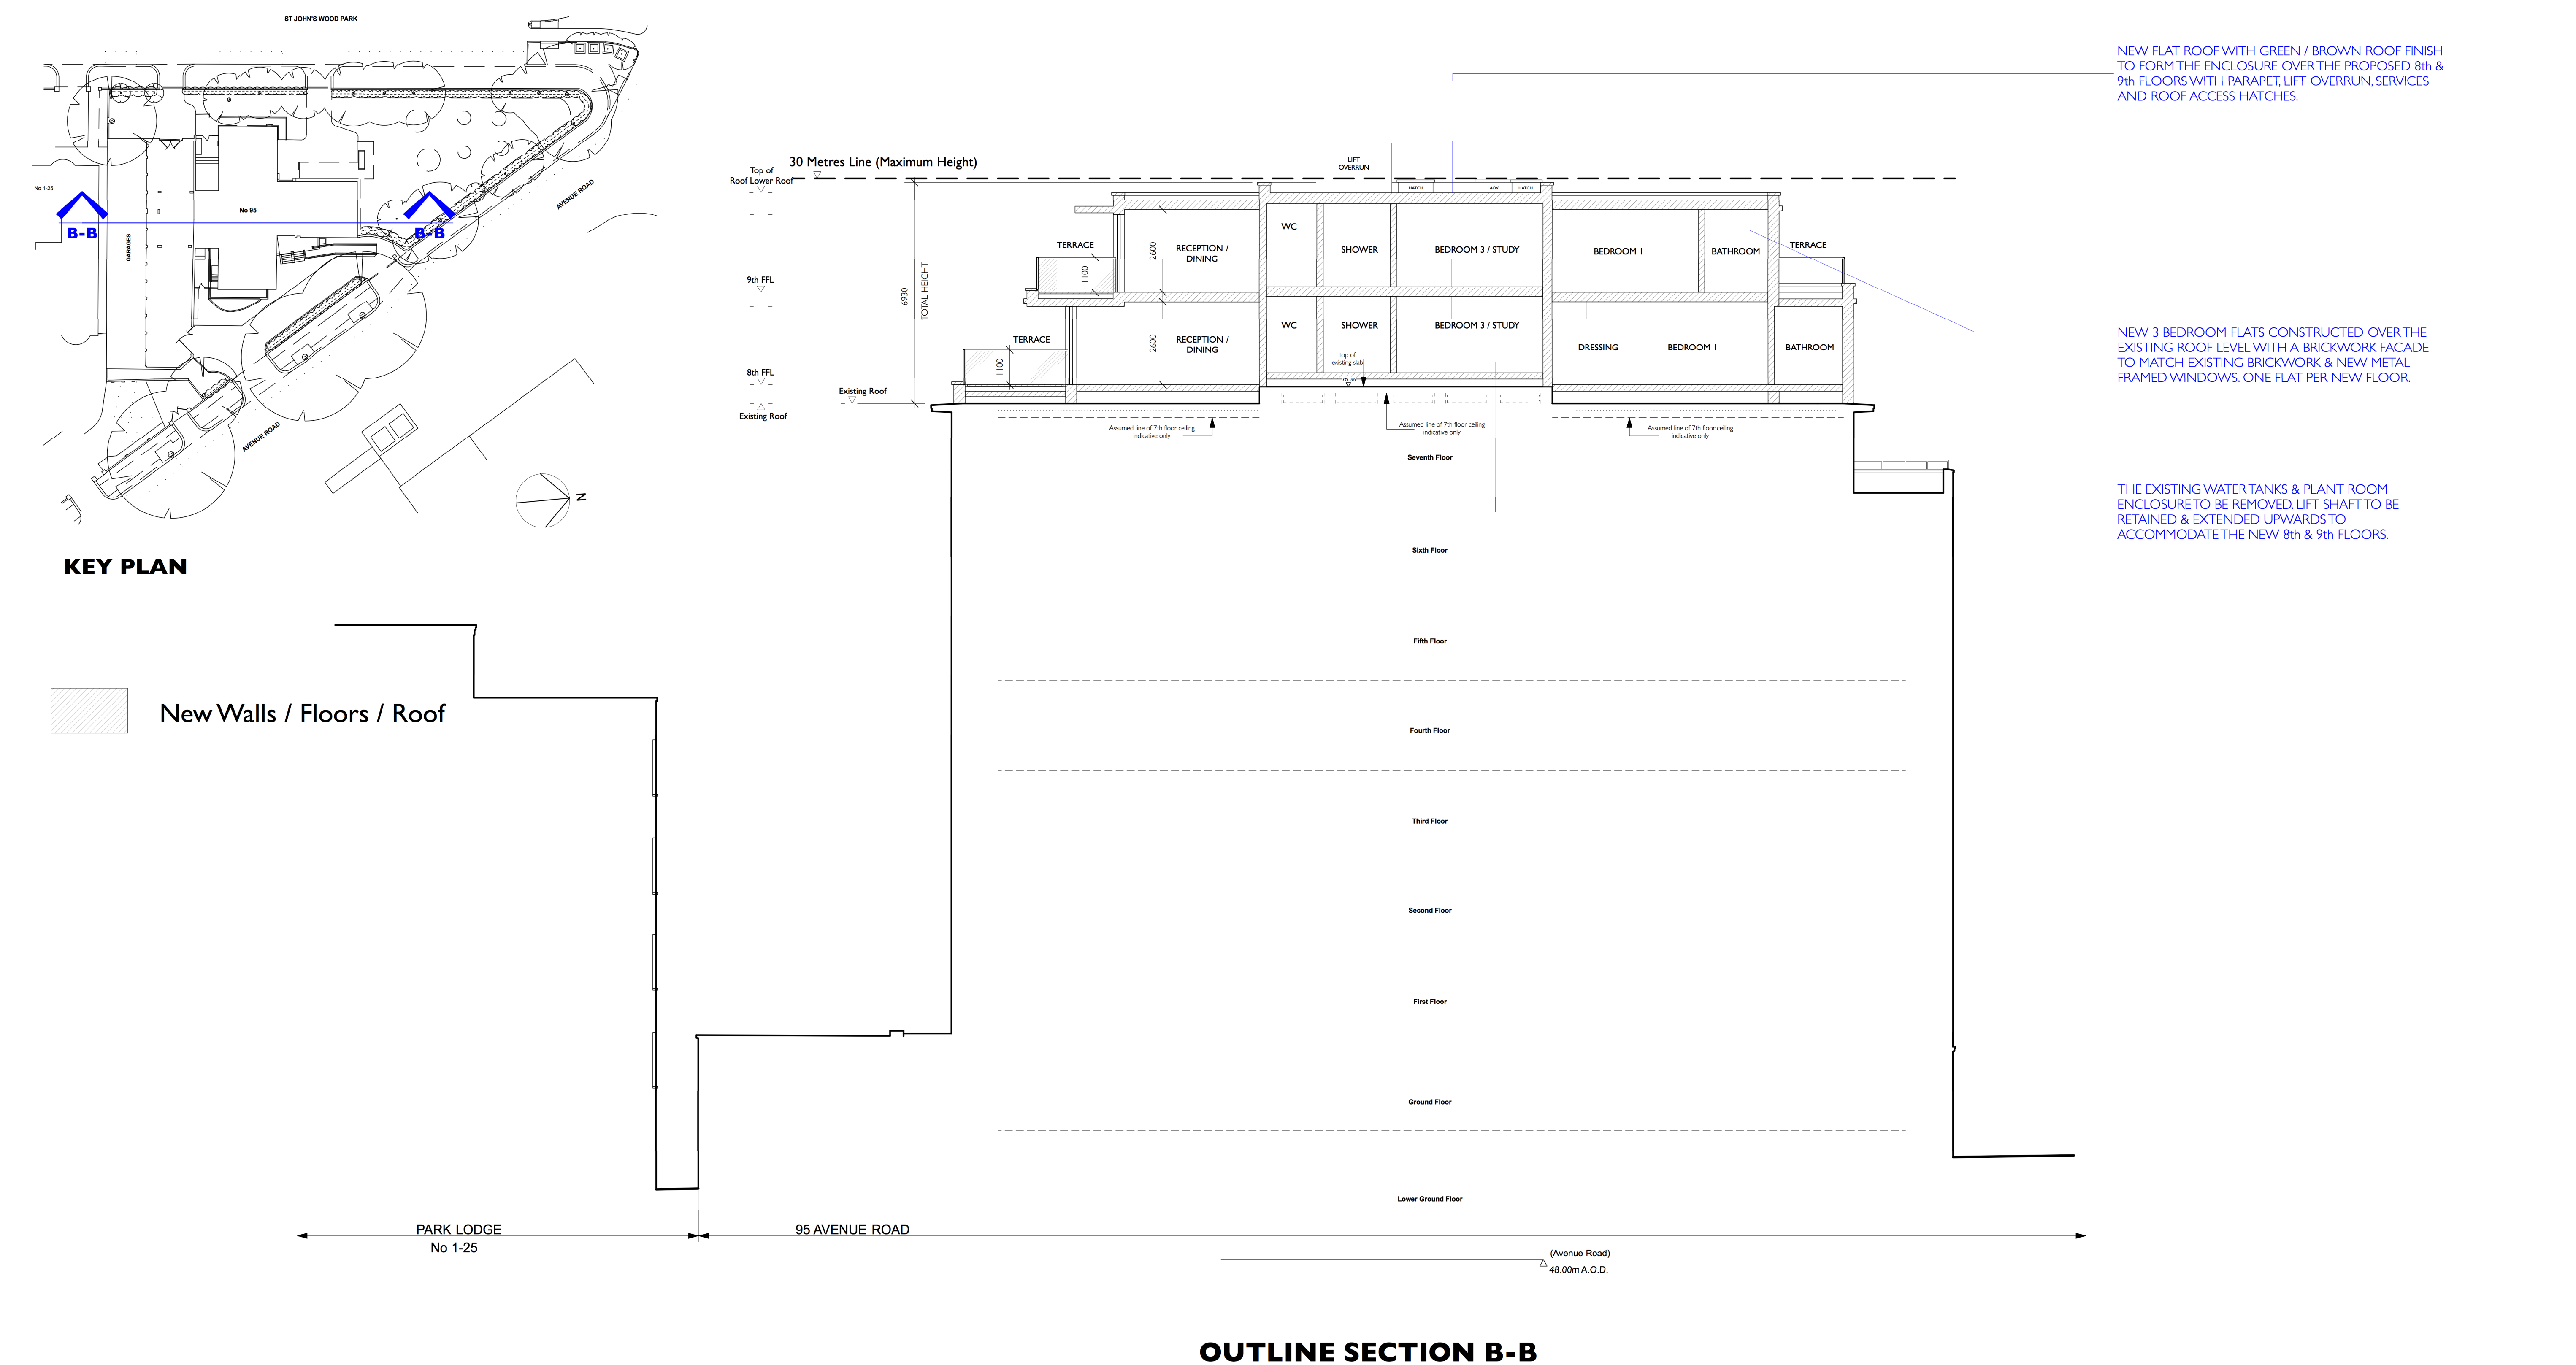 ST JOHN'S WOOD PARK
No 1-25
No 95
GARAGES
AVENUE ROAD
B-B
B-B
AVENUE ROAD
N
KEY PLAN
New Walls / Floors / Roof
30 Metres Line (Maximum Height)
Top of
Roof Lower Roof
9th FFL
8th FFL
Existing Roof
Existing Roof
6930
TOTAL HEIGHT
LIFT
OVERRUN
HATCH
AOV
HATCH
TERRACE
1100
2600
RECEPTION /
DINING
WC
SHOWER
BEDROOM 3 / STUDY
BEDROOM 1
BATHROOM
TERRACE
TERRACE
1100
2600
RECEPTION /
DINING
WC
SHOWER
BEDROOM 3 / STUDY
DRESSING
BEDROOM 1
BATHROOM
top of
existing slab
Assumed line of 7th floor ceiling
indicative only
Assumed line of 7th floor ceiling
indicative only
Assumed line of 7th floor ceiling
indicative only
Seventh Floor
Sixth Floor
Fifth Floor
Fourth Floor
Third Floor
Second Floor
First Floor
Ground Floor
Lower Ground Floor
PARK LODGE
No 1-25
95 AVENUE ROAD
(Avenue Road)
48.00m A.O.D.
NEW FLAT ROOF WITH GREEN / BROWN ROOF FINISH
TO FORM THE ENCLOSURE OVER THE PROPOSED 8th &
9th FLOORS WITH PARAPET, LIFT OVERRUN, SERVICES
AND ROOF ACCESS HATCHES.
NEW 3 BEDROOM FLATS CONSTRUCTED OVER THE
EXISTING ROOF LEVEL WITH A BRICKWORK FACADE
TO MATCH EXISTING BRICKWORK & NEW METAL
FRAMED WINDOWS. ONE FLAT PER NEW FLOOR.
THE EXISTING WATER TANKS & PLANT ROOM
ENCLOSURE TO BE REMOVED. LIFT SHAFT TO BE
RETAINED & EXTENDED UPWARDS TO
ACCOMMODATE THE NEW 8th & 9th FLOORS.
OUTLINE SECTION B-B